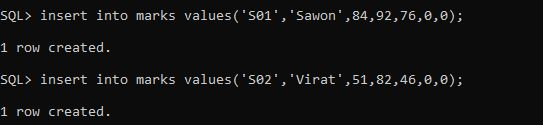 SQL> insert into marks values('S01','Sawon',84,92,76,0,0);
1 row created.
SQL> insert into marks values('S02','Virat',51,82,46,0,0);
1 row created.